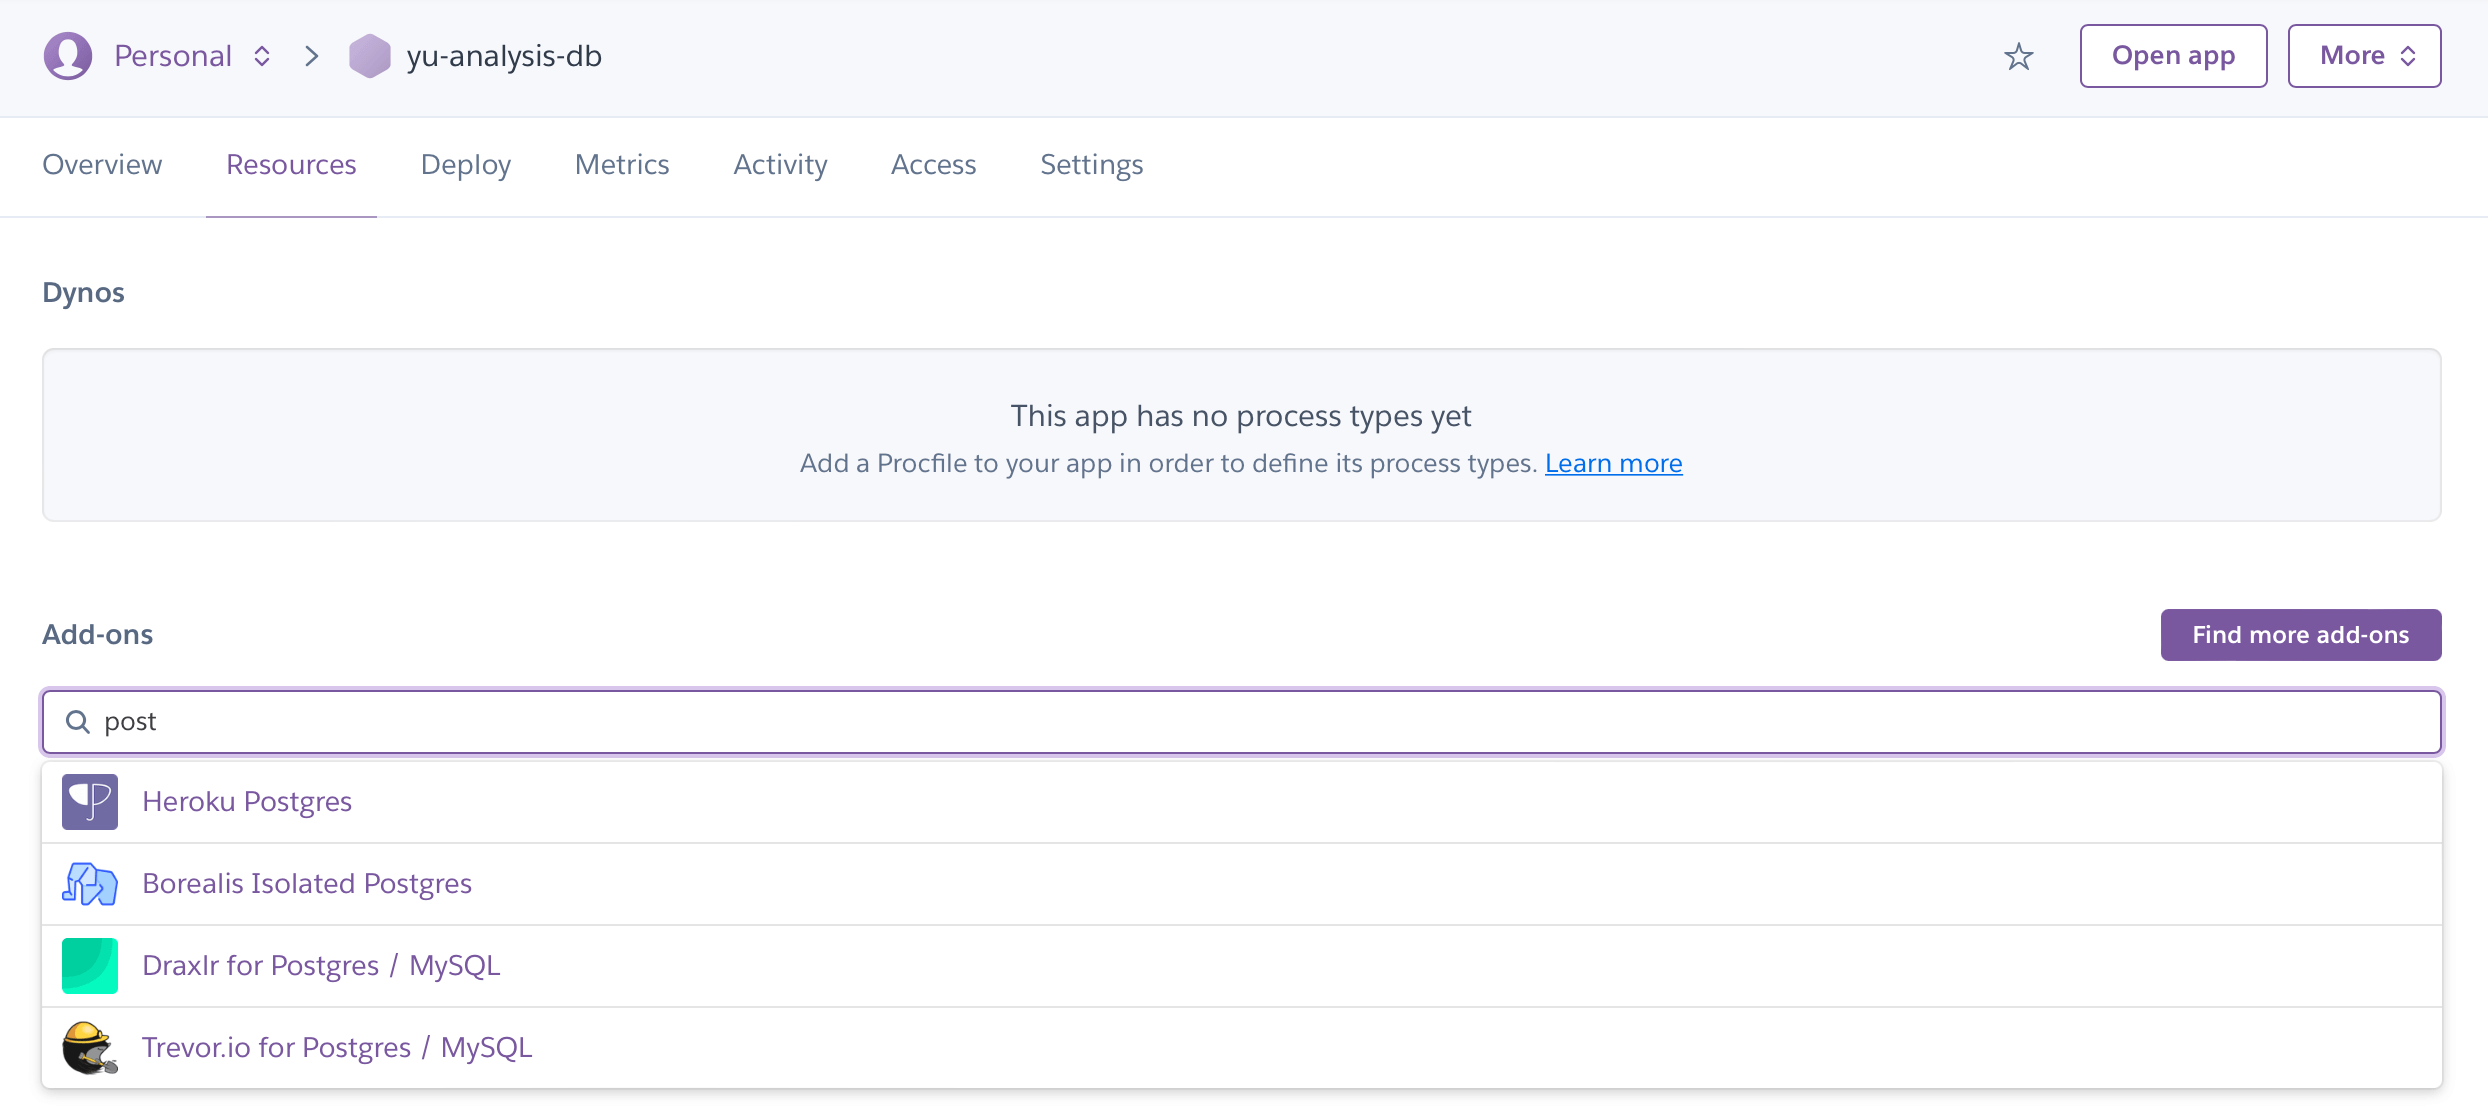 Personal yu-analysis-db Open app More
Overview Resources Deploy Metrics Activity Access Settings
Dynos
This app has no process types yet
Add a Procfile to your app in order to define its process types. Learn more
Add-ons Find more add-ons
post
Heroku Postgres
Borealis Isolated Postgres
Draxlr for Postgres / MySQL
Trevor.io for Postgres / MySQL